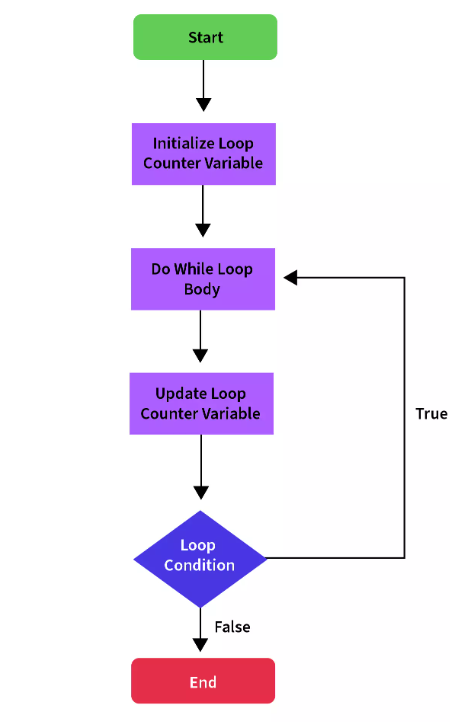 Start
Initialize Loop
Counter Variable
Do While Loop
Body
Update Loop
Counter Variable
True
Loop
Condition
False
End